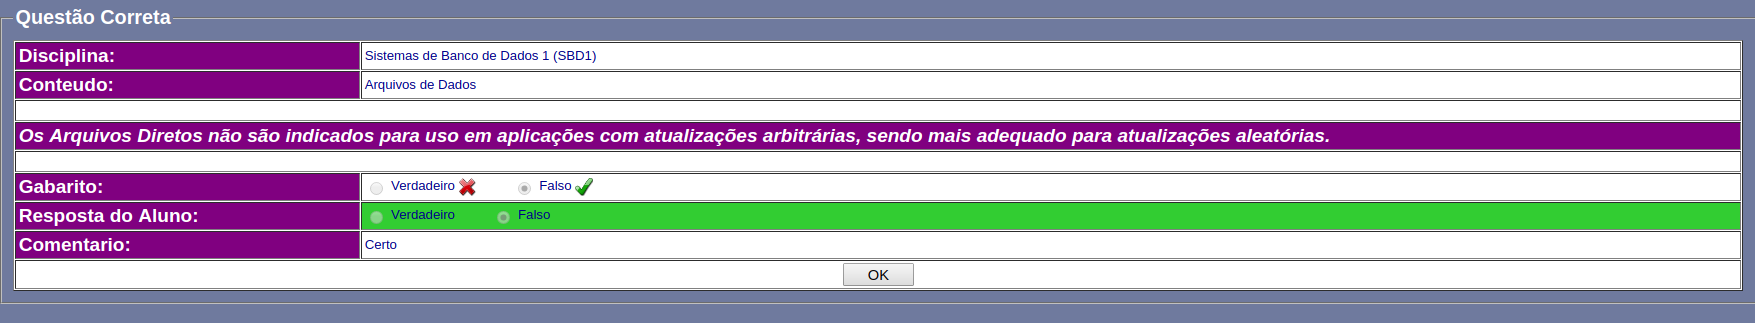 Questão Correta
Disciplina: Sistemas de Banco de Dados 1 (SBD1)
Conteudo: Arquivos de Dados
Os Arquivos Diretos não são indicados para uso em aplicações com atualizações arbitrárias, sendo mais adequado para atualizações aleatórias.
Gabarito: Verdadeiro Falso
Resposta do Aluno: Verdadeiro Falso
Comentario: Certo
OK